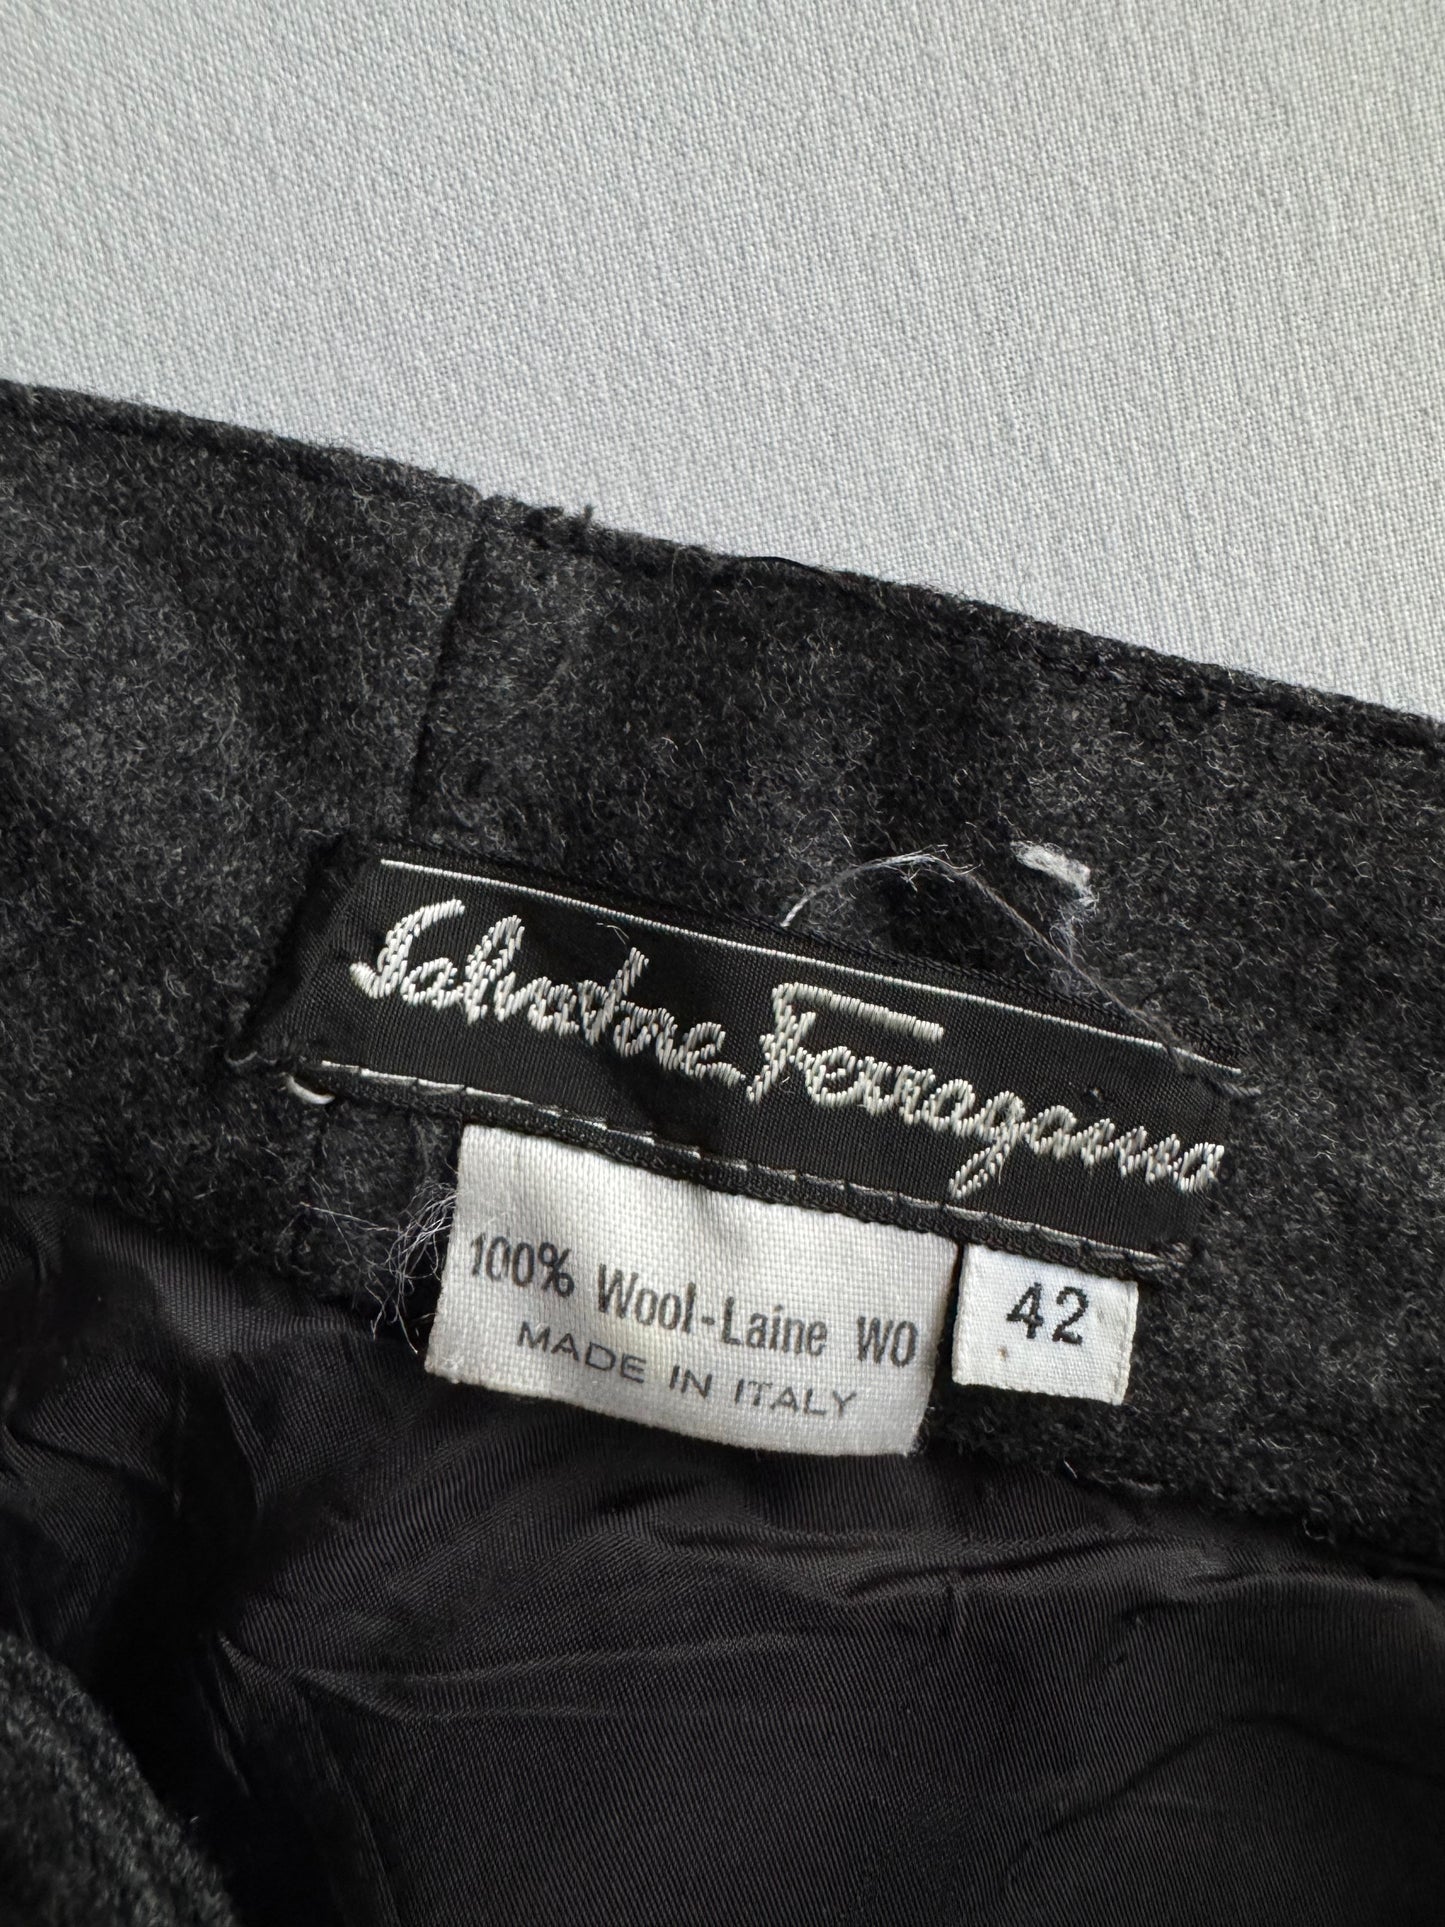 Salvatore Ferragamo
100% Wool-Laine WO
MADE IN ITALY
42